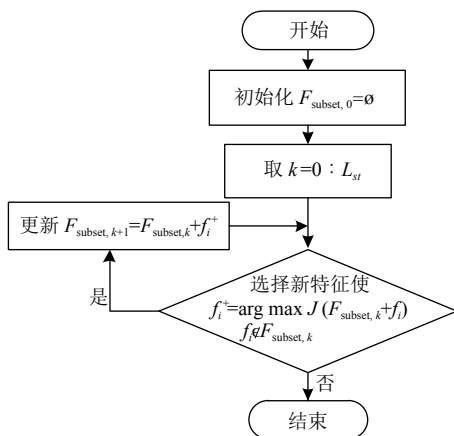 开始
初始化 F_subset, 0=ø
取 k=0：L_st
更新 F_subset, k+1=F_subset,k+f_i^+
选择新特征使
f_i^+=arg max J (F_subset, k+f_i)
f_i∉F_subset, k
是
否
结束